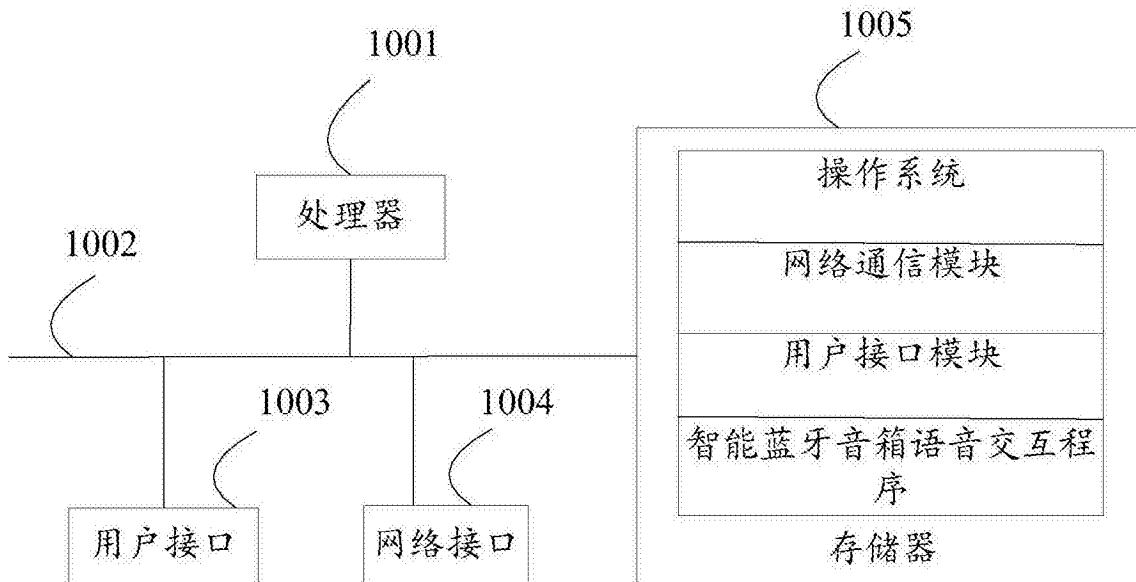 1001
1005
处理器
操作系统
1002
网络通信模块
用户接口模块
1003
1004
智能蓝牙音箱语音交互程
序
用户接口
网络接口
存储器